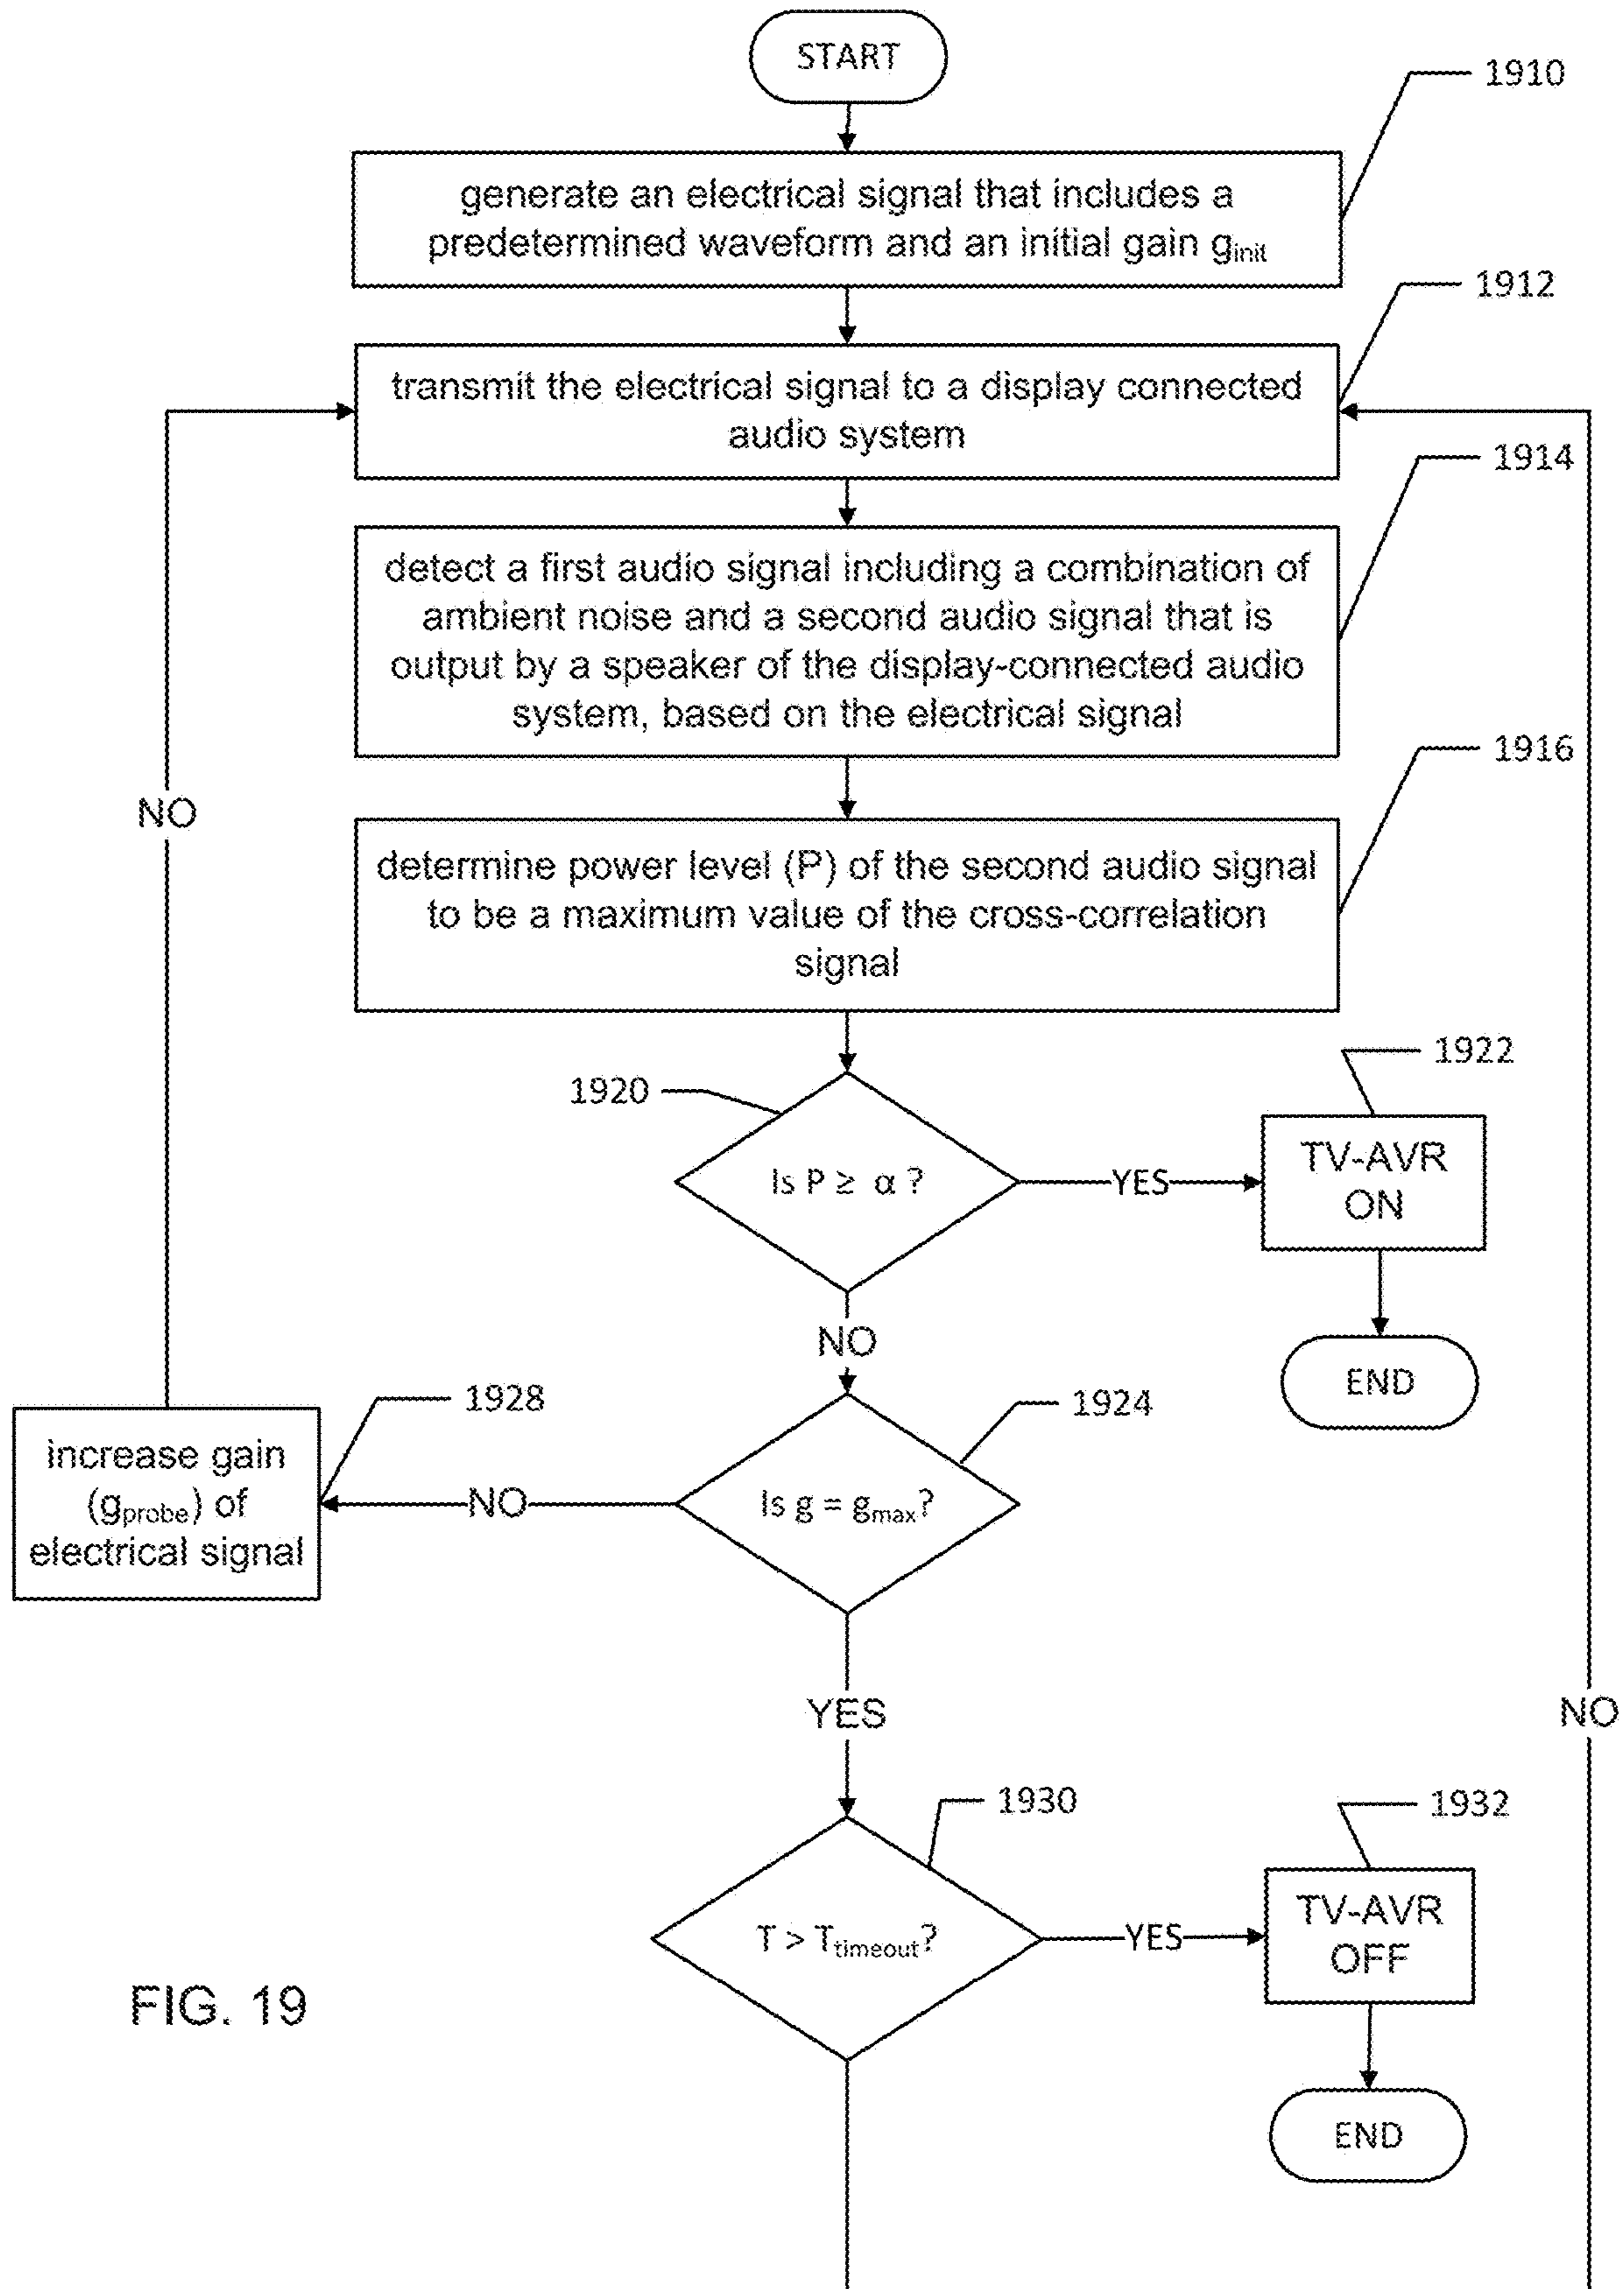 START
1910
generate an electrical signal that includes a
predetermined waveform and an initial gain ginit
1912
transmit the electrical signal to a display connected
audio system
1914
detect a first audio signal including a combination of
ambient noise and a second audio signal that is
output by a speaker of the display-connected audio
system, based on the electrical signal
1916
NO
determine power level (P) of the second audio signal
to be a maximum value of the cross-correlation
signal
1920
1922
Is P ≥ α ?
YES
TV-AVR
ON
NO
END
1928
1924
increase gain
(gprobe) of
electrical signal
NO
Is g = gmax?
YES
NO
1930
1932
T > Ttimeout?
YES
TV-AVR
OFF
FIG. 19
END